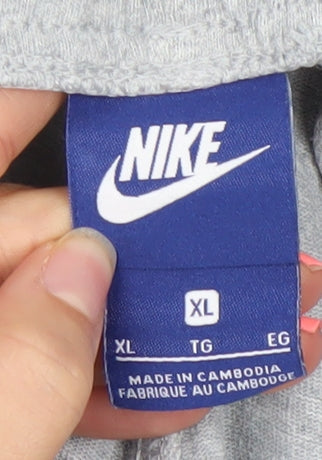 NIKE
XL
XL TG EG
MADE IN CAMBODIA
FABRIQUE AU CAMBODGE